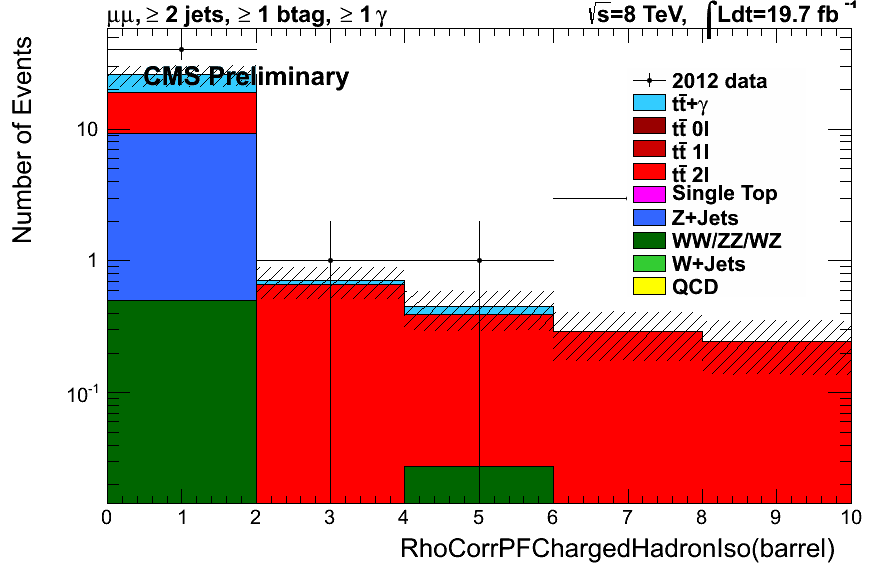 μμ, ≥ 2 jets, ≥ 1 btag, ≥ 1 γ
√s=8 TeV, ∫Ldt=19.7 fb⁻¹
CMS Preliminary
Number of Events
10
1
10⁻¹
2012 data
tt̄+γ
tt̄ 0l
tt̄ 1l
tt̄ 2l
Single Top
Z+Jets
WW/ZZ/WZ
W+Jets
QCD
0 1 2 3 4 5 6 7 8 9 10
RhoCorrPFChargedHadronIso(barrel)